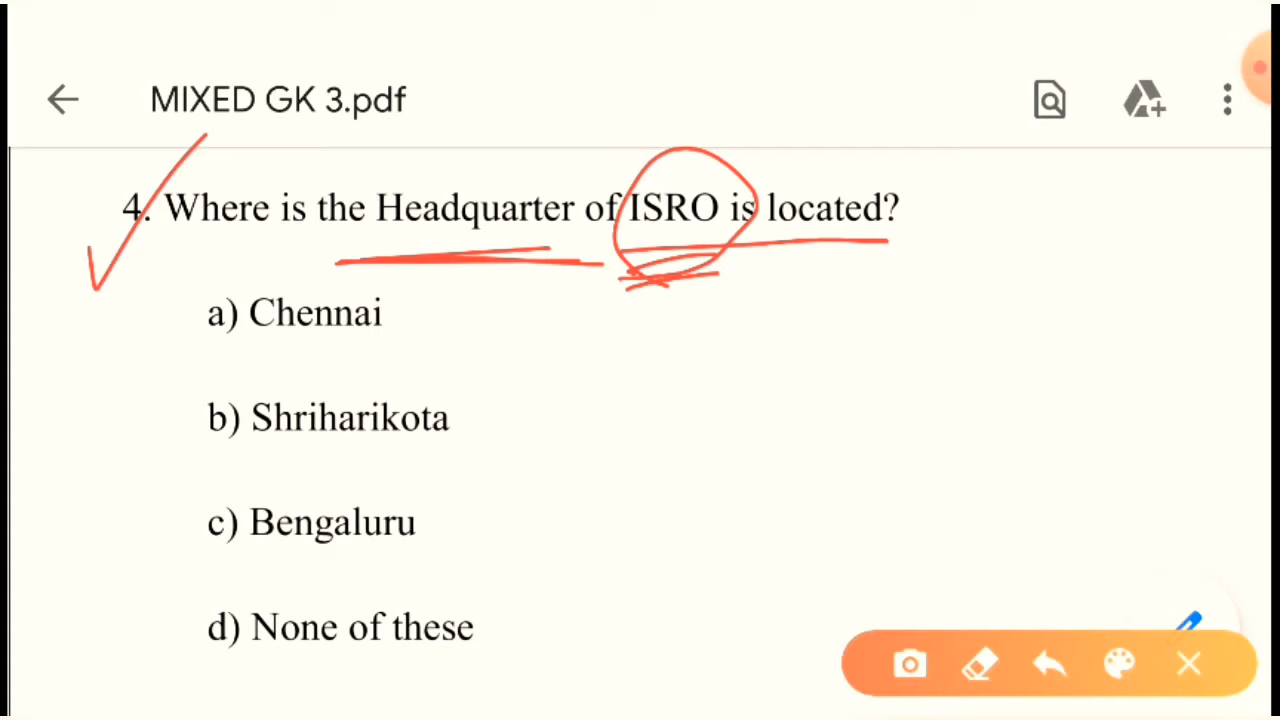 MIXED GK 3.pdf
4. Where is the Headquarter of ISRO is located?
a) Chennai
b) Shriharikota
c) Bengaluru
d) None of these